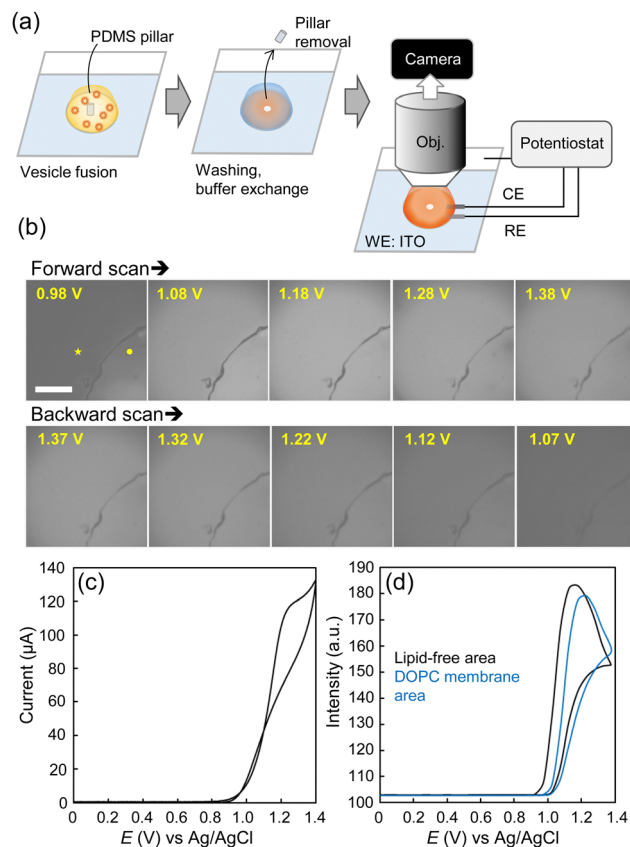 (a)
PDMS pillar
Pillar
removal
Camera
Obj.
Potentiostat
Vesicle fusion
Washing,
buffer exchange
CE
RE
WE: ITO
(b)
Forward scan➔
0.98 V 1.08 V 1.18 V 1.28 V 1.38 V
Backward scan➔
1.37 V 1.32 V 1.22 V 1.12 V 1.07 V
(c)
140
120
100
80
60
40
20
0
Current (µA)
0 0.2 0.4 0.6 0.8 1.0 1.2 1.4
E (V) vs Ag/AgCl
(d)
190
180
170
160
150
140
130
120
110
100
Intensity (a.u.)
Lipid-free area
DOPC membrane
area
0 0.2 0.4 0.6 0.8 1.0 1.2 1.4
E (V) vs Ag/AgCl